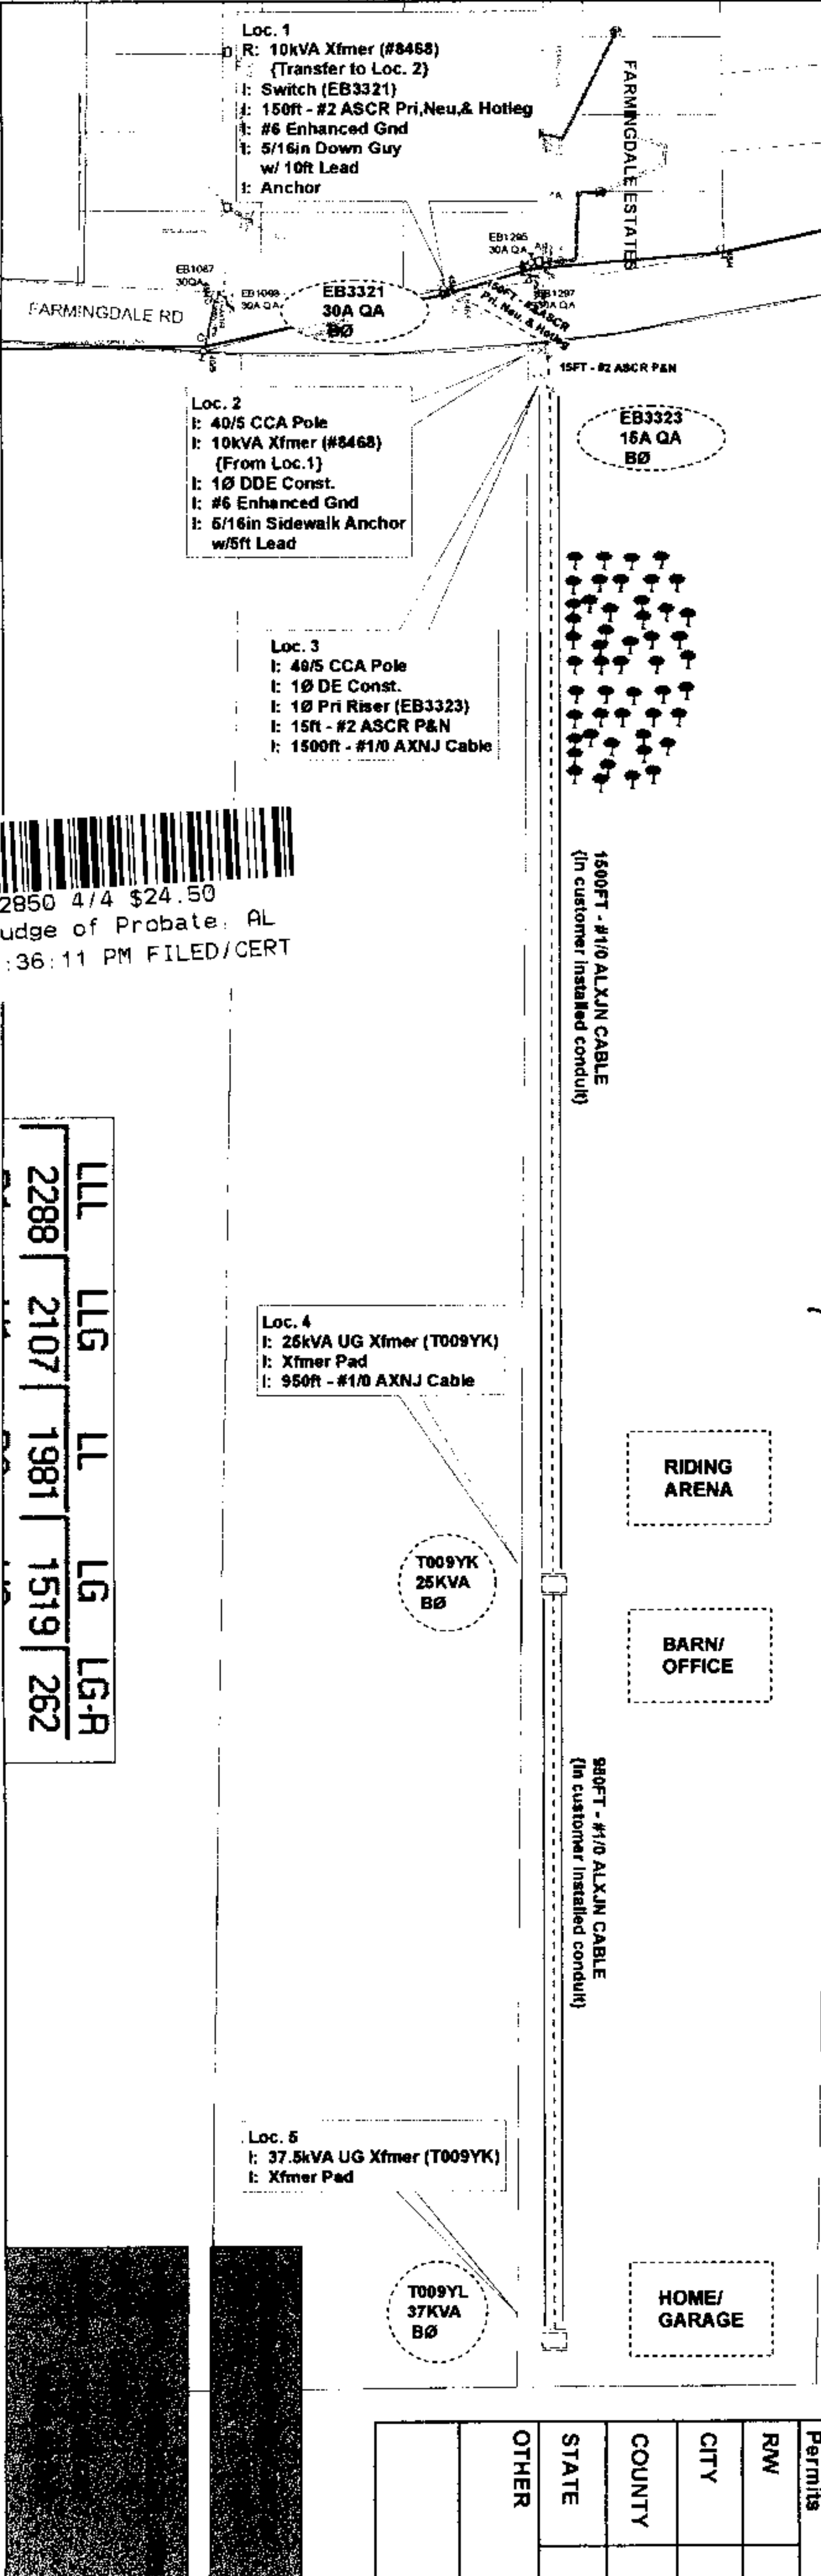 Loc. 1
R: 10kVA Xfmer (#8468)
{Transfer to Loc. 2}
I: Switch (EB3321)
I: 150ft - #2 ASCR Pri,Neu,& Hotleg
I: #6 Enhanced Gnd
I: 5/16in Down Guy
w/ 10ft Lead
I: Anchor
FARMINGDALE ESTATES
EB1295
30A QA
EB1087
30QA
EB1098
30A QA
EB3321
30A QA
BØ
FARMINGDALE RD
150FT - #2 ASCR
Pri, Neu, & Hotleg
EB1297
30A QA
15FT - #2 ASCR P&N
Loc. 2
I: 40/5 CCA Pole
I: 10kVA Xfmer (#8468)
{From Loc.1}
I: 1Ø DDE Const.
I: #6 Enhanced Gnd
I: 5/16in Sidewalk Anchor
w/5ft Lead
EB3323
15A QA
BØ
Loc. 3
I: 40/5 CCA Pole
I: 1Ø DE Const.
I: 1Ø Pri Riser (EB3323)
I: 15ft - #2 ASCR P&N
I: 1500ft - #1/0 AXNJ Cable
2850 4/4 $24.50
udge of Probate, AL
:36:11 PM FILED/CERT
1500FT - #1/0 ALXJN CABLE
{In customer installed conduit}
LLL LLG LL LG LG-R
2288 2107 1981 1519 262
Loc. 4
I: 25kVA UG Xfmer (T009YK)
I: Xfmer Pad
I: 950ft - #1/0 AXNJ Cable
RIDING
ARENA
T009YK
25KVA
BØ
BARN/
OFFICE
950FT - #1/0 ALXJN CABLE
{In customer installed conduit}
Loc. 5
I: 37.5kVA UG Xfmer (T009YK)
I: Xfmer Pad
T009YL
37KVA
BØ
HOME/
GARAGE
Permits
R/W
CITY
COUNTY
STATE
OTHER